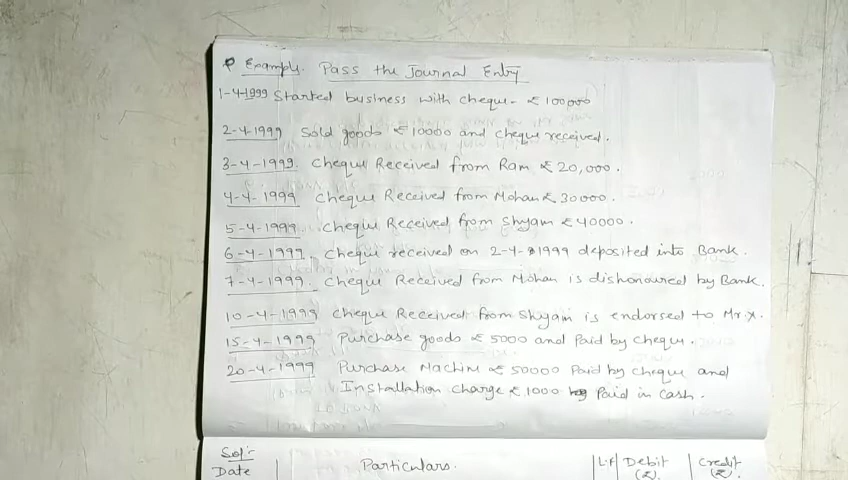 Example. Pass the Journal Entry
1-4-1999 Started business with cheque - ₹ 100,000
2-4-1999 Sold goods ₹ 10000 and cheque received.
3-4-1999. Cheque Received from Ram ₹ 20,000.
4-4-1999 Cheque Received from Mohan ₹ 30000.
5-4-1999. Cheque Received from Shyam ₹ 40000.
6-4-1999. Cheque received on 2-4-1999 deposited into Bank.
7-4-1999. Cheque Received from Mohan is dishonoured by Bank.
10-4-1999 Cheque Received from Shyam is endorsed to Mr. X.
15-4-1999 Purchase goods ₹ 5000 and Paid by cheque.
20-4-1999 Purchase Machine ₹ 50000 Paid by cheque and
Installation charge ₹ 1000 Paid in cash.
Sol:-
Date Particulars. L.F Debit (₹). Credit (₹).